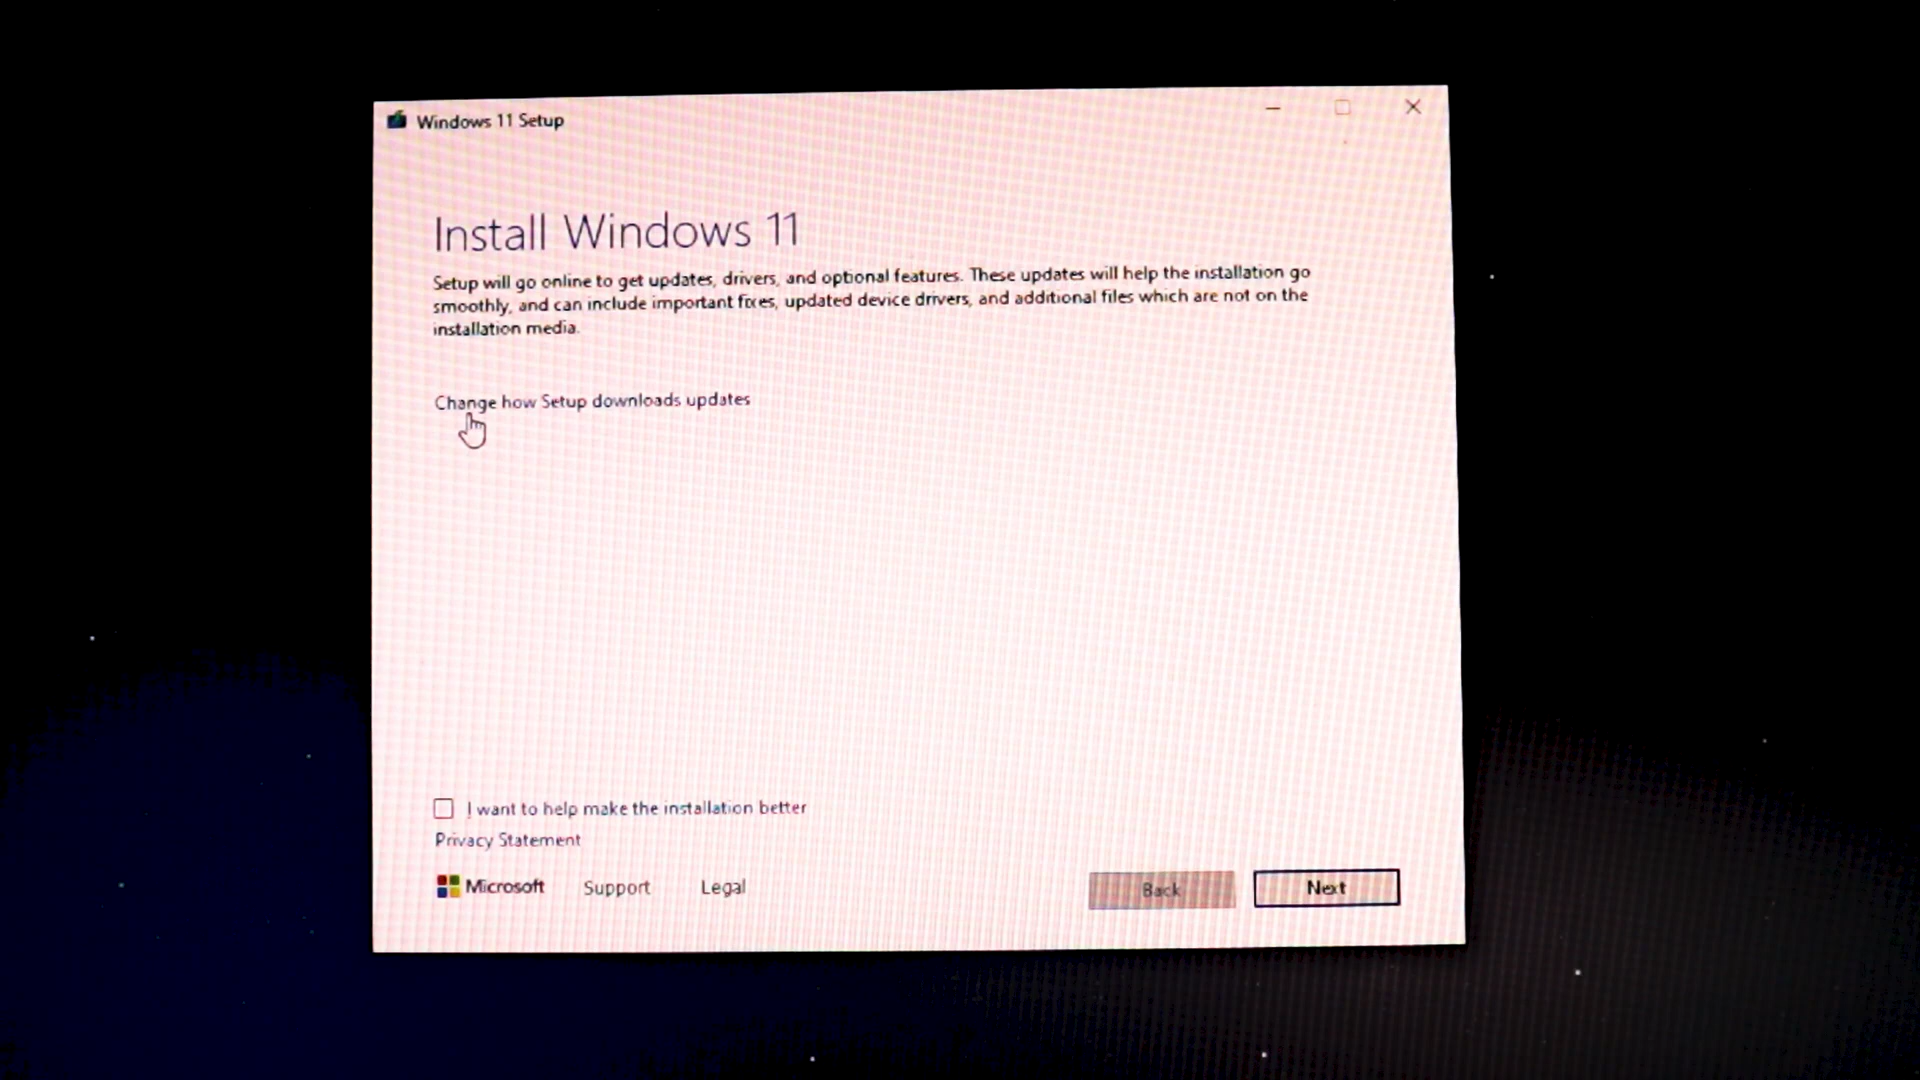 Windows 11 Setup
Install Windows 11
Setup will go online to get updates, drivers, and optional features. These updates will help the installation go
smoothly, and can include important fixes, updated device drivers, and additional files which are not on the
installation media.
Change how Setup downloads updates
I want to help make the installation better
Privacy Statement
Microsoft Support Legal Back Next